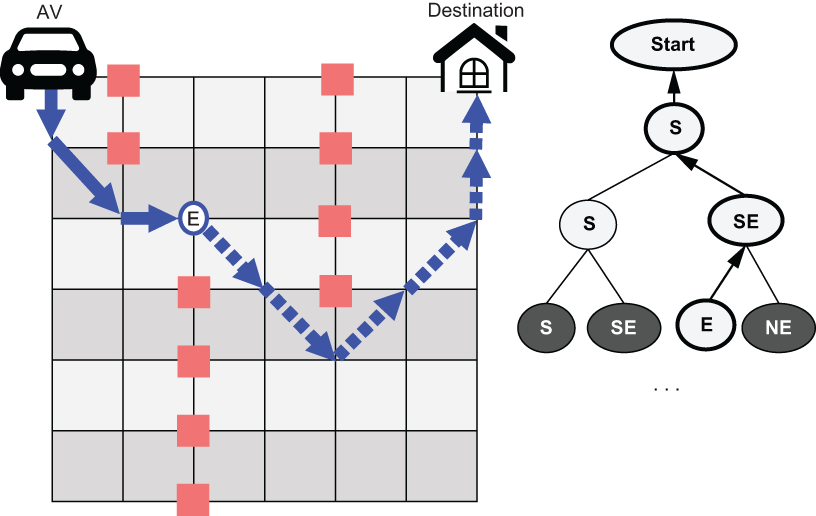 AV
Destination
E
Start
S
S
SE
S
SE
E
NE
. . .